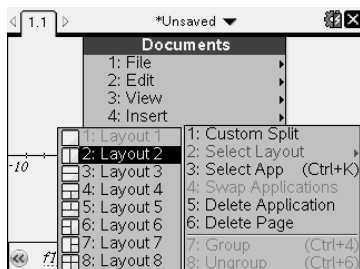 1.1 *Unsaved
Documents
1: File
2: Edit
3: View
4: Insert
1: Layout 1
2: Layout 2
3: Layout 3
4: Layout 4
5: Layout 5
6: Layout 6
7: Layout 7
8: Layout 8
1: Custom Split
2: Select Layout
3: Select App (Ctrl+K)
4: Swap Applications
5: Delete Application
6: Delete Page
7: Group (Ctrl+4)
8: Ungroup (Ctrl+6)
-10
f1